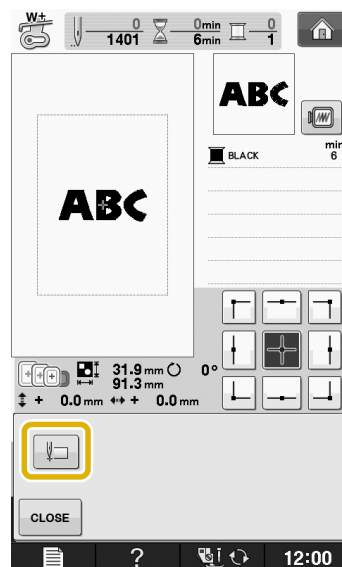 W+
0
1401
0min
6min
0
1
ABC
ABC
BLACK
min
6
31.9 mm 0°
91.3 mm
+ 0.0 mm + 0.0 mm
CLOSE
? 12:00